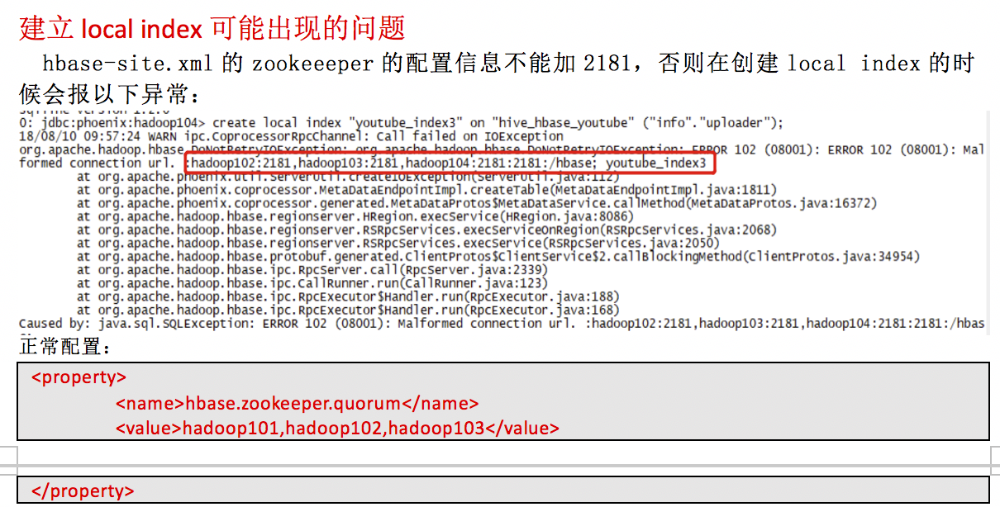 建立 local index 可能出现的问题
hbase-site.xml 的 zookeeeper 的配置信息不能加 2181，否则在创建 local index 的时
候会报以下异常：
sqlline version 1.2.0
0: jdbc:phoenix:hadoop104> create local index "youtube_index3" on "hive_hbase_youtube" ("info"."uploader");
18/08/10 09:57:24 WARN ipc.CoprocessorRpcChannel: Call failed on IOException
org.apache.hadoop.hbase.DoNotRetryIOException: org.apache.hadoop.hbase.DoNotRetryIOException: ERROR 102 (08001): ERROR 102 (08001): Mal
formed connection url. :hadoop102:2181,hadoop103:2181,hadoop104:2181:2181:/hbase; youtube_index3
at org.apache.phoenix.util.ServerUtil.createIOException(ServerUtil.java:112)
at org.apache.phoenix.coprocessor.MetaDataEndpointImpl.createTable(MetaDataEndpointImpl.java:1811)
at org.apache.phoenix.coprocessor.generated.MetaDataProtos$MetaDataService.callMethod(MetaDataProtos.java:16372)
at org.apache.hadoop.hbase.regionserver.HRegion.execService(HRegion.java:8086)
at org.apache.hadoop.hbase.regionserver.RSRpcServices.execServiceOnRegion(RSRpcServices.java:2068)
at org.apache.hadoop.hbase.regionserver.RSRpcServices.execService(RSRpcServices.java:2050)
at org.apache.hadoop.hbase.protobuf.generated.ClientProtos$ClientService$2.callBlockingMethod(ClientProtos.java:34954)
at org.apache.hadoop.hbase.ipc.RpcServer.call(RpcServer.java:2339)
at org.apache.hadoop.hbase.ipc.CallRunner.run(CallRunner.java:123)
at org.apache.hadoop.hbase.ipc.RpcExecutor$Handler.run(RpcExecutor.java:188)
at org.apache.hadoop.hbase.ipc.RpcExecutor$Handler.run(RpcExecutor.java:168)
Caused by: java.sql.SQLException: ERROR 102 (08001): Malformed connection url. :hadoop102:2181,hadoop103:2181,hadoop104:2181:2181:/hbas
正常配置：
<property>
<name>hbase.zookeeper.quorum</name>
<value>hadoop101,hadoop102,hadoop103</value>
</property>